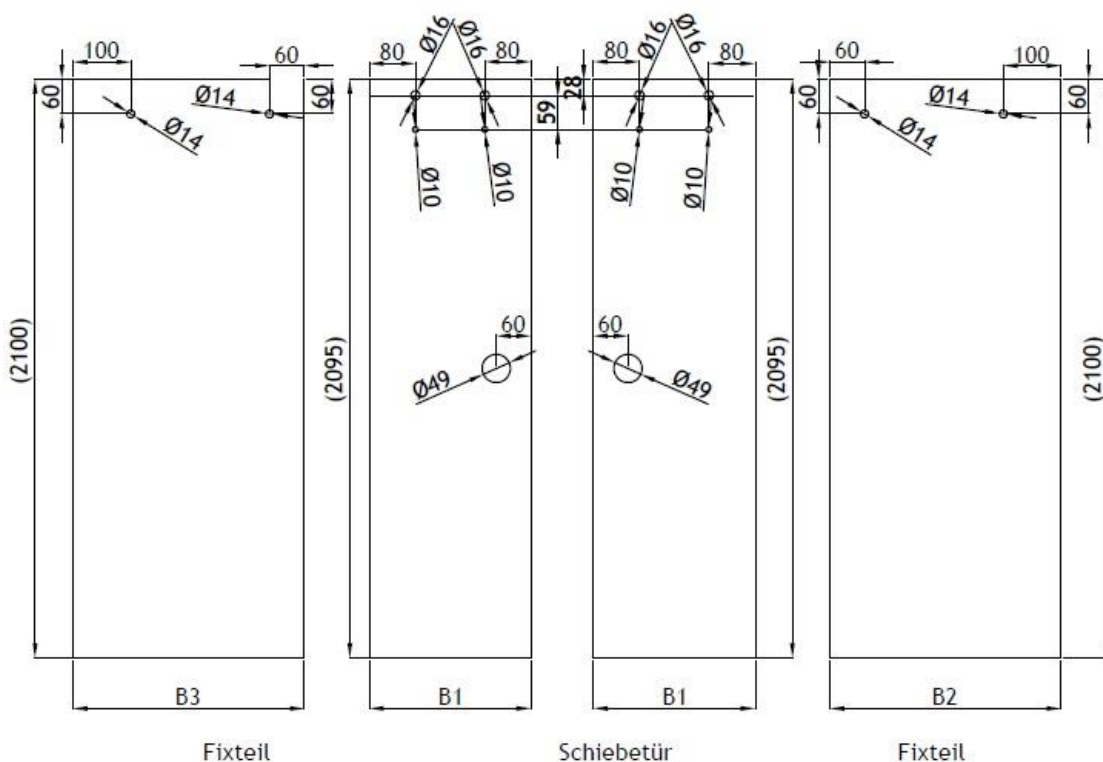 Ø16 Ø16 Ø16 Ø16
100 60 80 80 80 80 60 100
60 Ø14 60 28 60 Ø14 60
Ø14 59 Ø14
Ø10 Ø10 Ø10 Ø10
60 60
(2100) (2095) Ø49 Ø49 (2095) (2100)
B3 B1 B1 B2
Fixteil Schiebetür Fixteil